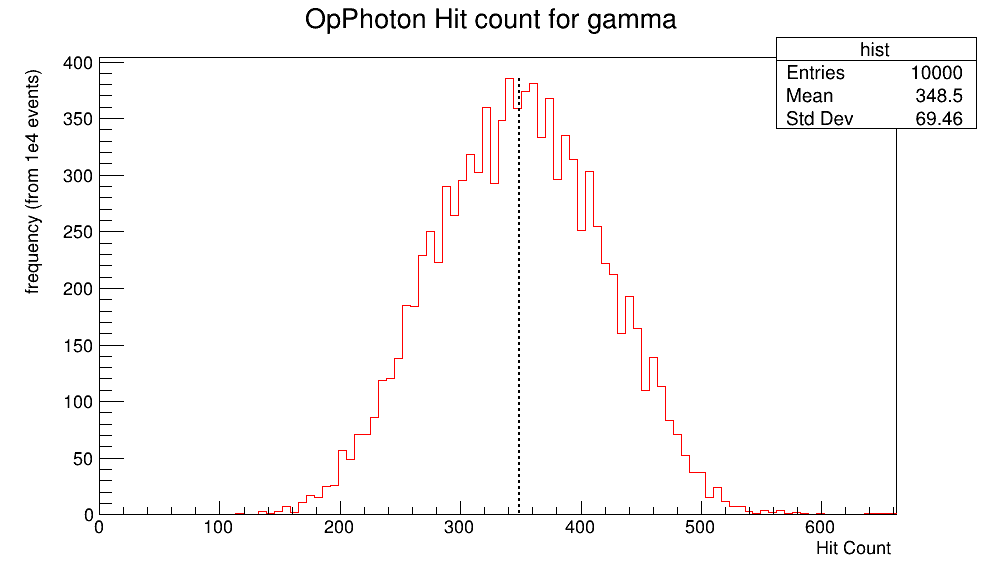 OpPhoton Hit count for gamma
hist
Entries 10000
Mean 348.5
Std Dev 69.46
frequency (from 1e4 events)
400
350
300
250
200
150
100
50
0
0 100 200 300 400 500 600
Hit Count